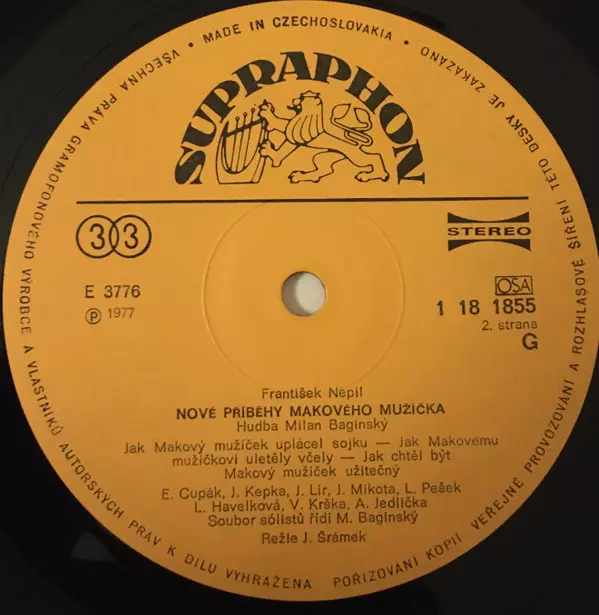 MADE IN CZECHOSLOVAKIA • VŠECHNA PRÁVA GRAMOFONOVÉHO VÝROBCE A VLASTNÍKŮ AUTORSKÝCH PRÁV K DÍLU VYHRAŽENA POŘIZOVÁNÍ KOPIÍ VEŘEJNÉ PROVOZOVÁNÍ A ROZHLASOVÉ ŠÍŘENÍ TÉTO DESKY JE ZAKÁZÁNO •
SUPRAPHON
33
STEREO
E 3776
Ⓟ 1977
OSA
1 18 1855
2. strana
G
František Nepil
NOVÉ PŘÍBĚHY MAKOVÉHO MUŽÍČKA
Hudba Milan Baginský
Jak Makový mužíček uplácel sojku — jak Makovému
mužíčkovi uletěly včely — Jak chtěl být
Makový mužíček užitečný
E. Cupák, J. Kepka, J. Lír, J. Mikota, L. Pešek
L. Havelková, V. Krška, A. Jedlička
Soubor sólistů řídí M. Baginský
Režie J. Šrámek